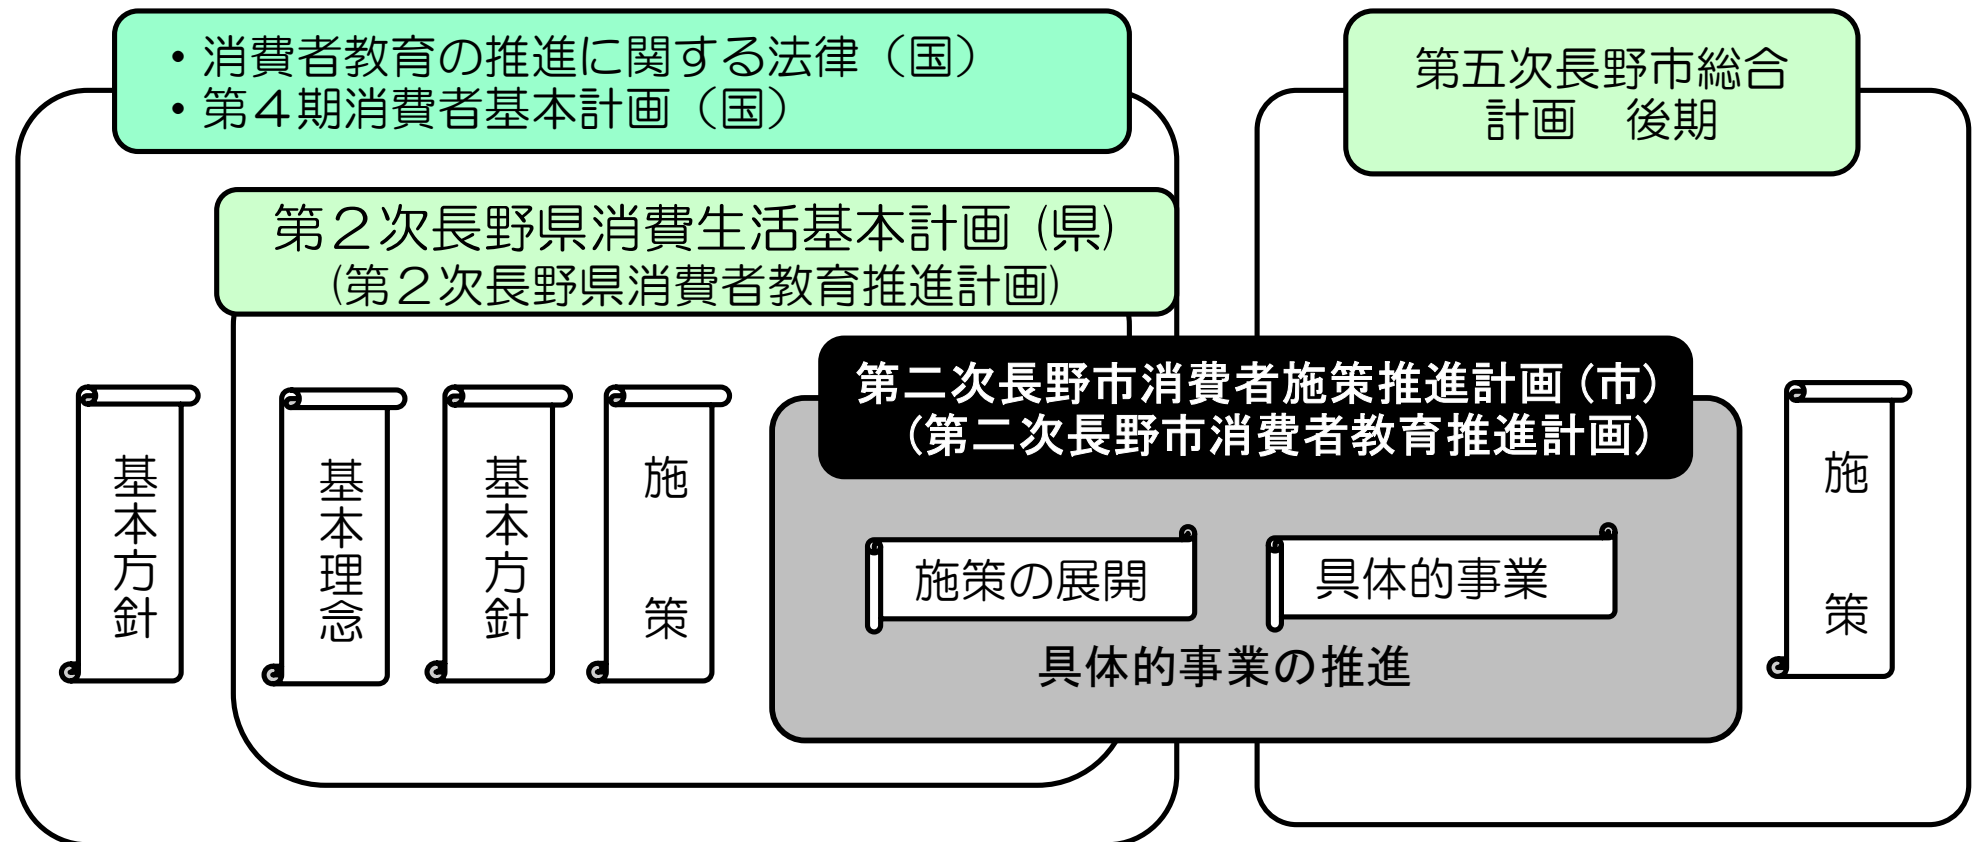 ・消費者教育の推進に関する法律（国）
・第４期消費者基本計画（国）
第五次長野市総合
計画　後期
第２次長野県消費生活基本計画 (県)
(第２次長野県消費者教育推進計画)
第二次長野市消費者施策推進計画 (市)
(第二次長野市消費者教育推進計画)
基本方針
基本理念
基本方針
施　策
施策の展開
具体的事業
具体的事業の推進
施　策